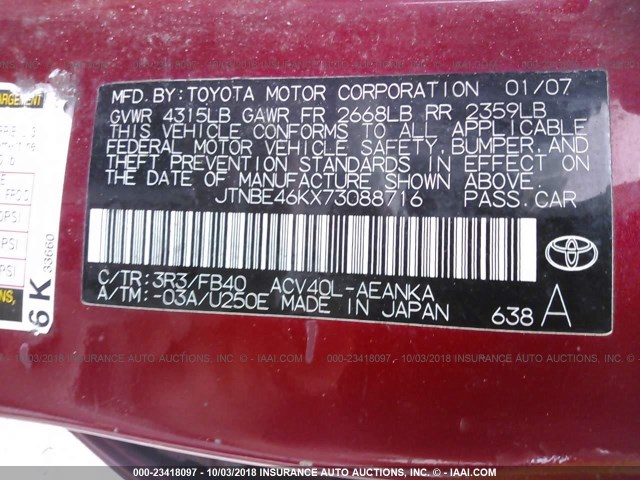 MFD. BY: TOYOTA MOTOR CORPORATION 01/07
GVWR 4315LB GAWR FR 2668LB RR 2359LB
THIS VEHICLE CONFORMS TO ALL APPLICABLE
FEDERAL MOTOR VEHICLE SAFETY, BUMPER, AND
THEFT PREVENTION STANDARDS IN EFFECT ON
THE DATE OF MANUFACTURE SHOWN ABOVE.
JTNBE46KX73088716 PASS. CAR
TOYOTA
C/TR: 3R3/FB40 ACV40L-AEANKA
A/TM: -03A/U250E MADE IN JAPAN
638 A
6K 33660
000-23418097 - 10/03/2018 Insurance Auto Auctions, Inc. © - IAAI.COM